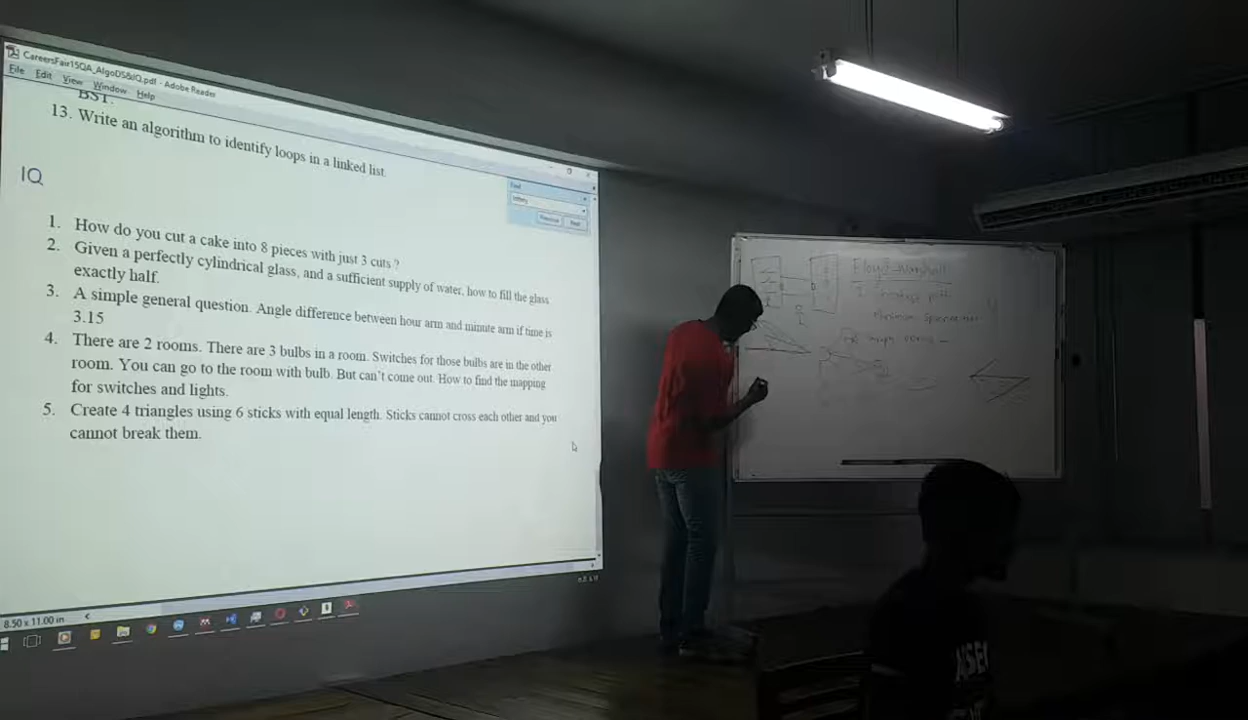 CareersFair15QA_AlgoDS&IQ.pdf - Adobe Reader
File Edit View Window Help
BST.
13. Write an algorithm to identify loops in a linked list
IQ
Find
1. How do you cut a cake into 8 pieces with just 3 cuts ?
2. Given a perfectly cylindrical glass, and a sufficient supply of water, how to fill the glass
exactly half.
3. A simple general question. Angle difference between hour arm and minute arm if time is
3.15
4. There are 2 rooms. There are 3 bulbs in a room. Switches for those bulbs are in the other
room. You can go to the room with bulb. But can't come out. How to find the mapping
for switches and lights.
5. Create 4 triangles using 6 sticks with equal length. Sticks cannot cross each other and you
cannot break them.
8.50 x 11.00 in
Floyd-
Minimum